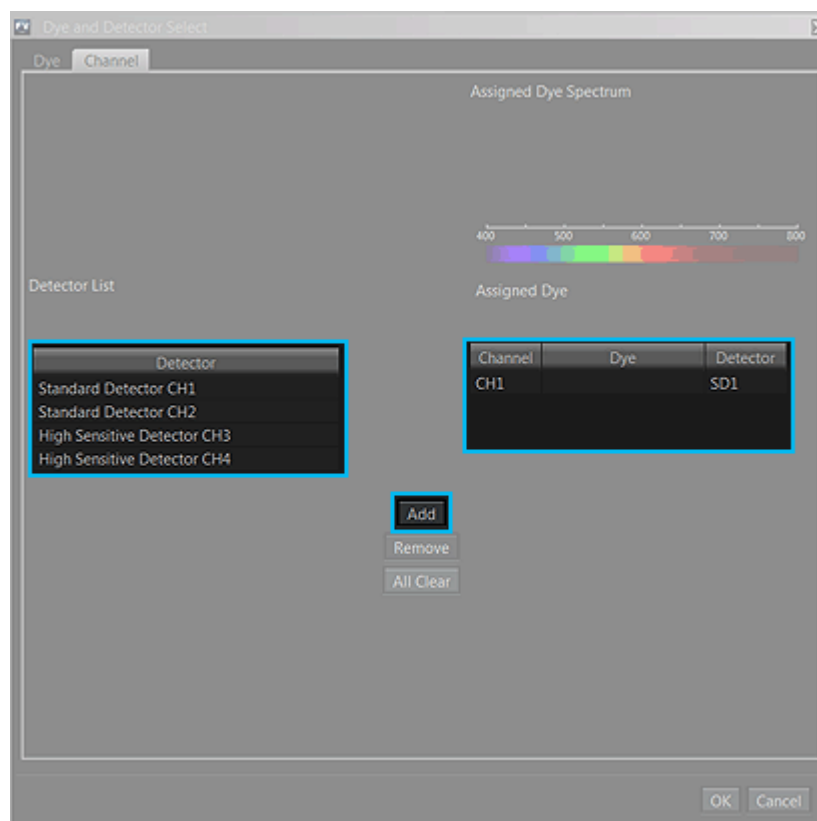 Dye and Detector Select
Dye Channel
Assigned Dye Spectrum
400 500 600 700 800
Detector List
Assigned Dye
Detector
Standard Detector CH1
Standard Detector CH2
High Sensitive Detector CH3
High Sensitive Detector CH4
Channel Dye Detector
CH1 SD1
Add
Remove
All Clear
OK Cancel